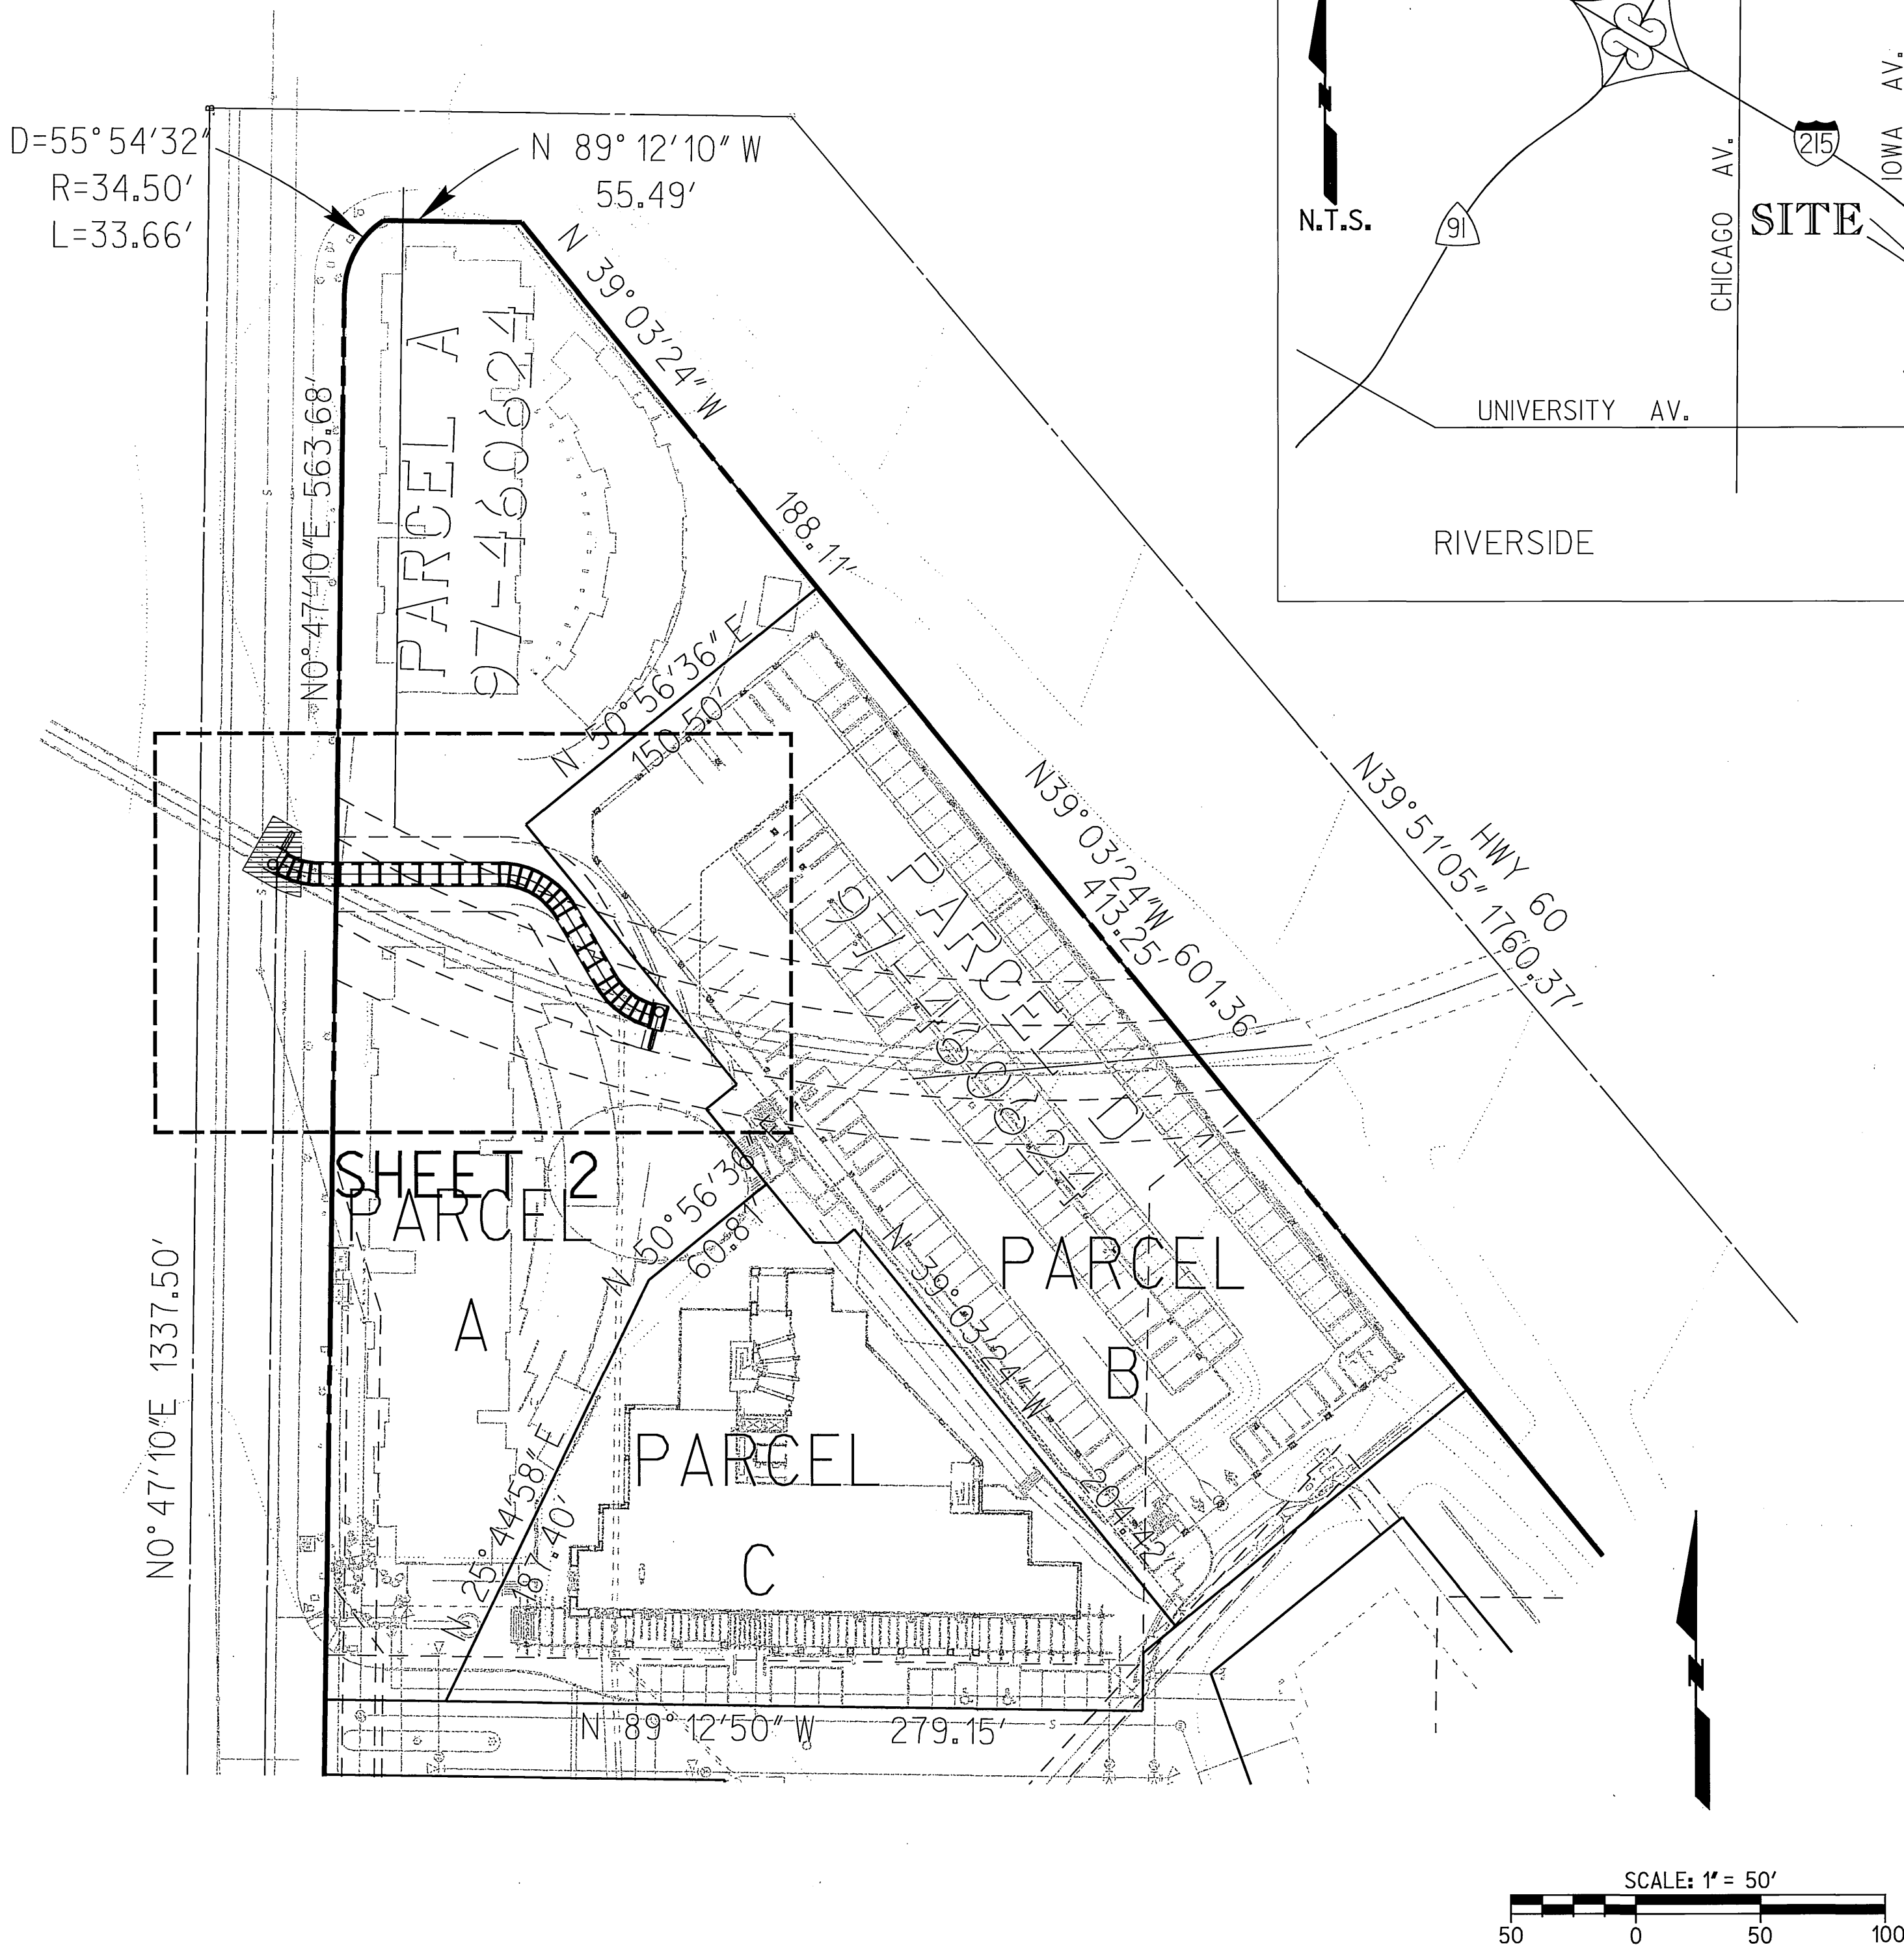 D=55°54'32"
R=34.50'
L=33.66'
N 89°12'10" W
55.49'
N 39°03'24" W
188.11'
N0°47'10"E 563.68'
PARCEL A
97-4606524
N 50°56'36" E
150.50'
N39°03'24"W 601.36'
413.25'
HWY 60
N39°51'05" 1760.37'
PARCEL D
SHEET 2
PARCEL
A
N 50°56'36" E
60.81'
PARCEL
B
N 39°03'24" W
204.42'
PARCEL
C
N 25°44'58" E
187.40'
N0°47'10"E 1337.50'
N 89°12'50" W 279.15'
N
N.T.S.
91
215
CHICAGO AV.
IOWA AV.
SITE
UNIVERSITY AV.
RIVERSIDE
N
SCALE: 1" = 50'
50 0 50 100